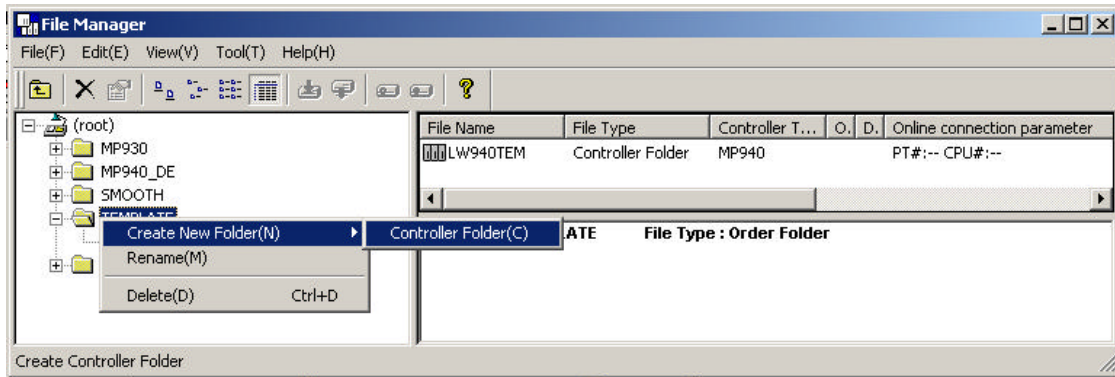 File Manager
File(F) Edit(E) View(V) Tool(T) Help(H)
(root)
MP930
MP940_DE
SMOOTH
TEMPLATE
Create New Folder(N)
Controller Folder(C)
Rename(M)
Delete(D) Ctrl+D
File Name File Type Controller T... O. D. Online connection parameter
LW940TEM Controller Folder MP940 PT#:-- CPU#:--
ATE File Type : Order Folder
Create Controller Folder